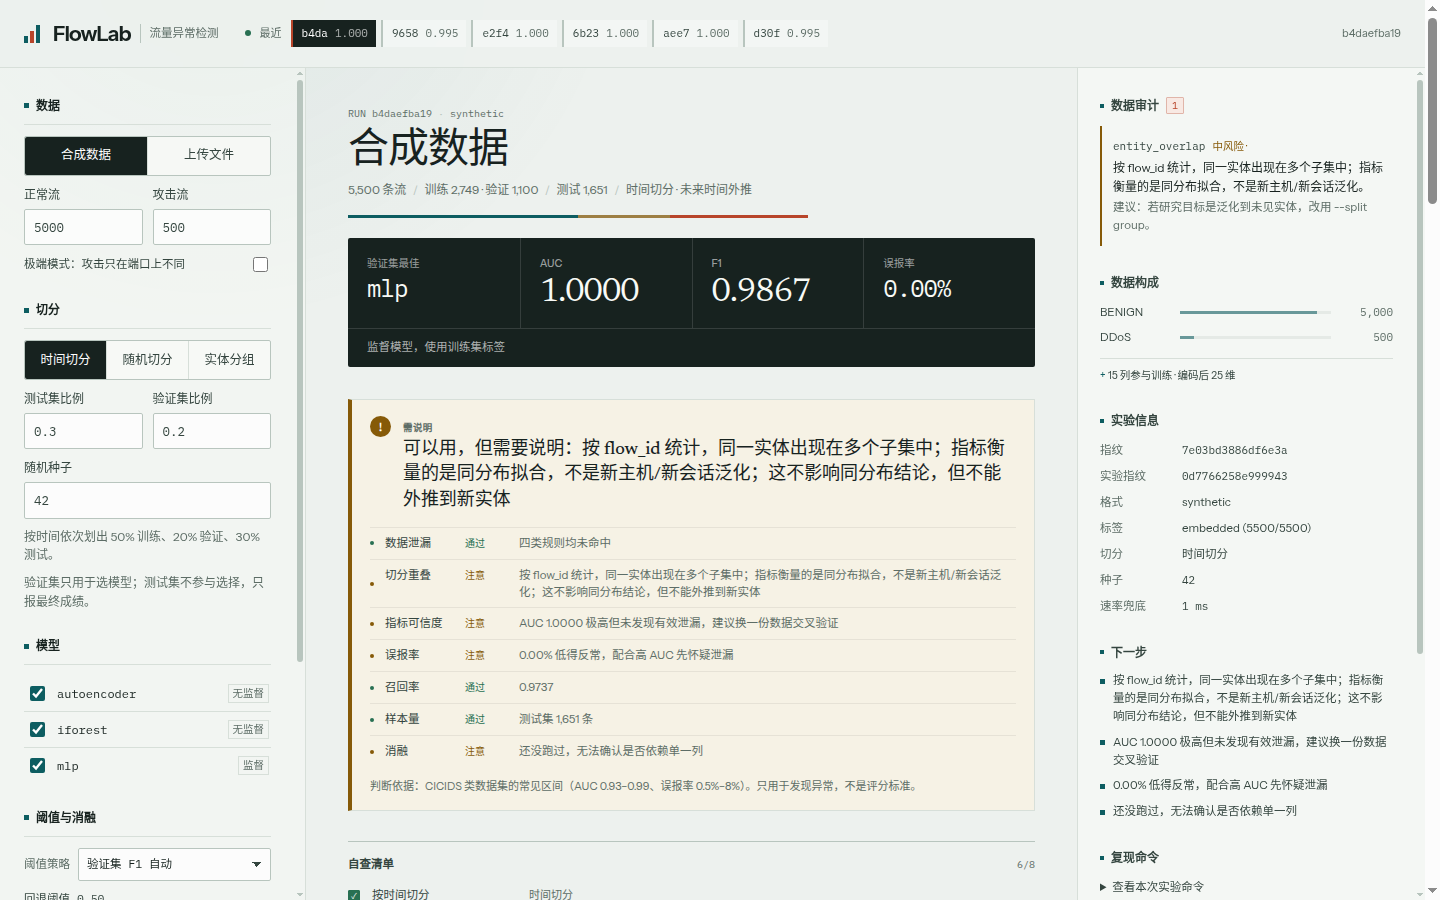 FlowLab
流量异常检测
最近
b4da 1.000
9658 0.995
e2f4 1.000
6b23 1.000
aee7 1.000
d30f 0.995
b4daefba19
数据
合成数据
上传文件
正常流
攻击流
5000
500
极端模式：攻击只在端口上不同
切分
时间切分
随机切分
实体分组
测试集比例
验证集比例
0.3
0.2
随机种子
42
按时间依次划出 50% 训练、20% 验证、30%
测试。
验证集只用于选模型；测试集不参与选择，只
报最终成绩。
模型
autoencoder
无监督
iforest
无监督
mlp
监督
阈值与消融
阈值策略
验证集 F1 自动
回退阈值 0.50
RUN b4daefba19 · synthetic
合成数据
5,500 条流 / 训练 2,749 · 验证 1,100 / 测试 1,651 / 时间切分 · 未来时间外推
验证集最佳
mlp
AUC
1.0000
F1
0.9867
误报率
0.00%
监督模型，使用训练集标签
!
需说明
可以用，但需要说明：按 flow_id 统计，同一实体出现在多个子集中；指标衡
量的是同分布拟合，不是新主机/新会话泛化；这不影响同分布结论，但不能
外推到新实体
数据泄漏
通过
四类规则均未命中
切分重叠
注意
按 flow_id 统计，同一实体出现在多个子集中；指标衡量的是同分布拟合，不是新主机/新会话泛
化；这不影响同分布结论，但不能外推到新实体
指标可信度
注意
AUC 1.0000 极高但未发现有效泄漏，建议换一份数据交叉验证
误报率
注意
0.00% 低得反常，配合高 AUC 先怀疑泄漏
召回率
通过
0.9737
样本量
通过
测试集 1,651 条
消融
注意
还没跑过，无法确认是否依赖单一列
判断依据：CICIDS 类数据集的常见区间（AUC 0.93–0.99、误报率 0.5%–8%）。只用于发现异常，不是评分标准。
自查清单
6/8
按时间切分
时间切分
数据审计
1
entity_overlap 中风险·
按 flow_id 统计，同一实体出现在多个子集中；指标
衡量的是同分布拟合，不是新主机/新会话泛化。
建议：若研究目标是泛化到未见实体，改用 --split
group。
数据构成
BENIGN
5,000
DDoS
500
+ 15 列参与训练 · 编码后 25 维
实验信息
指纹
7e03bd3886df6e3a
实验指纹
0d7766258e999943
格式
synthetic
标签
embedded (5500/5500)
切分
时间切分
种子
42
速率兜底
1 ms
下一步
按 flow_id 统计，同一实体出现在多个子集中；指标衡
量的是同分布拟合，不是新主机/新会话泛化；这不影
响同分布结论，但不能外推到新实体
AUC 1.0000 极高但未发现有效泄漏，建议换一份数据
交叉验证
0.00% 低得反常，配合高 AUC 先怀疑泄漏
还没跑过，无法确认是否依赖单一列
复现命令
查看本次实验命令